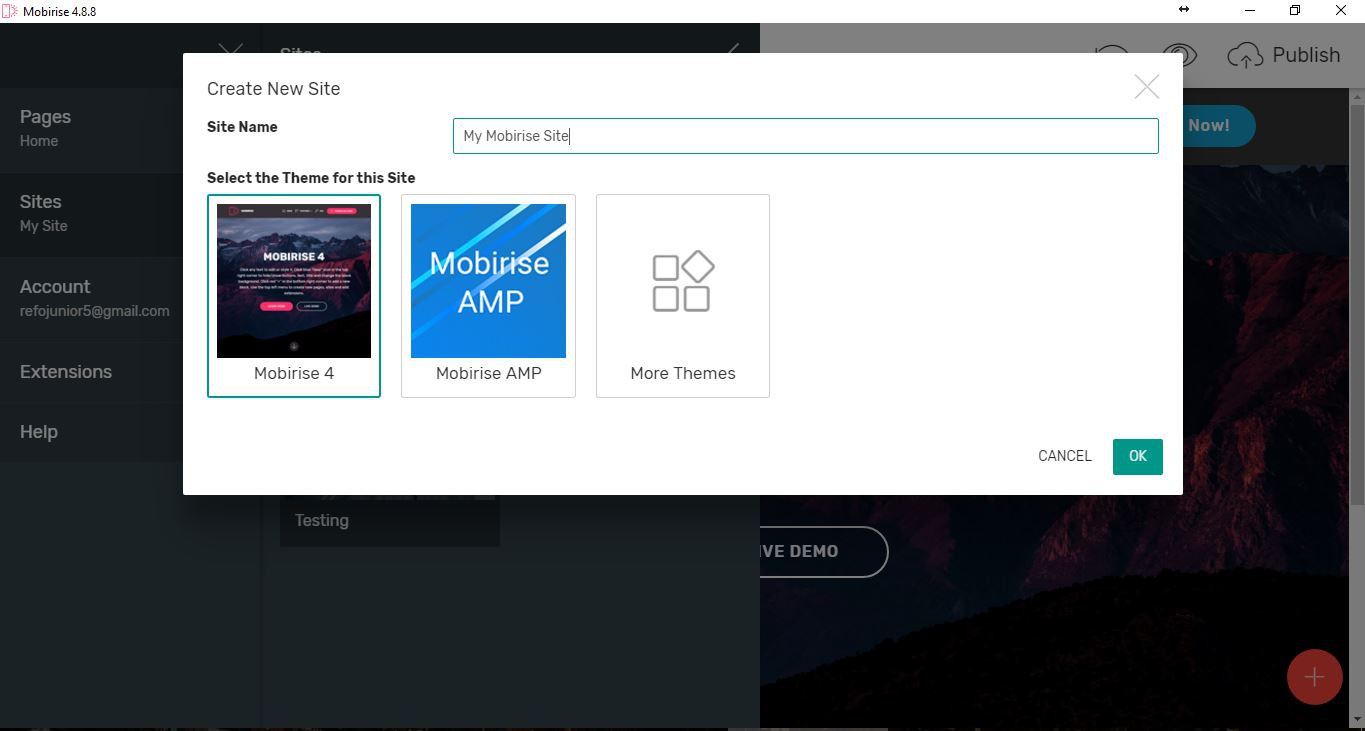 Mobirise 4.8.8
Sites
Publish
Create New Site
Pages
Home
Site Name
My Mobirise Site
Now!
Select the Theme for this Site
Sites
My Site
MOBIRISE 4
Mobirise
AMP
Account
refojunior5@gmail.com
Extensions
Mobirise 4
Mobirise AMP
More Themes
Help
CANCEL
OK
Testing
IVE DEMO